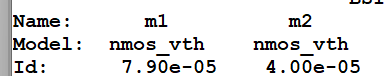 Name: m1 m2
Model: nmos_vth nmos_vth
Id: 7.90e-05 4.00e-05